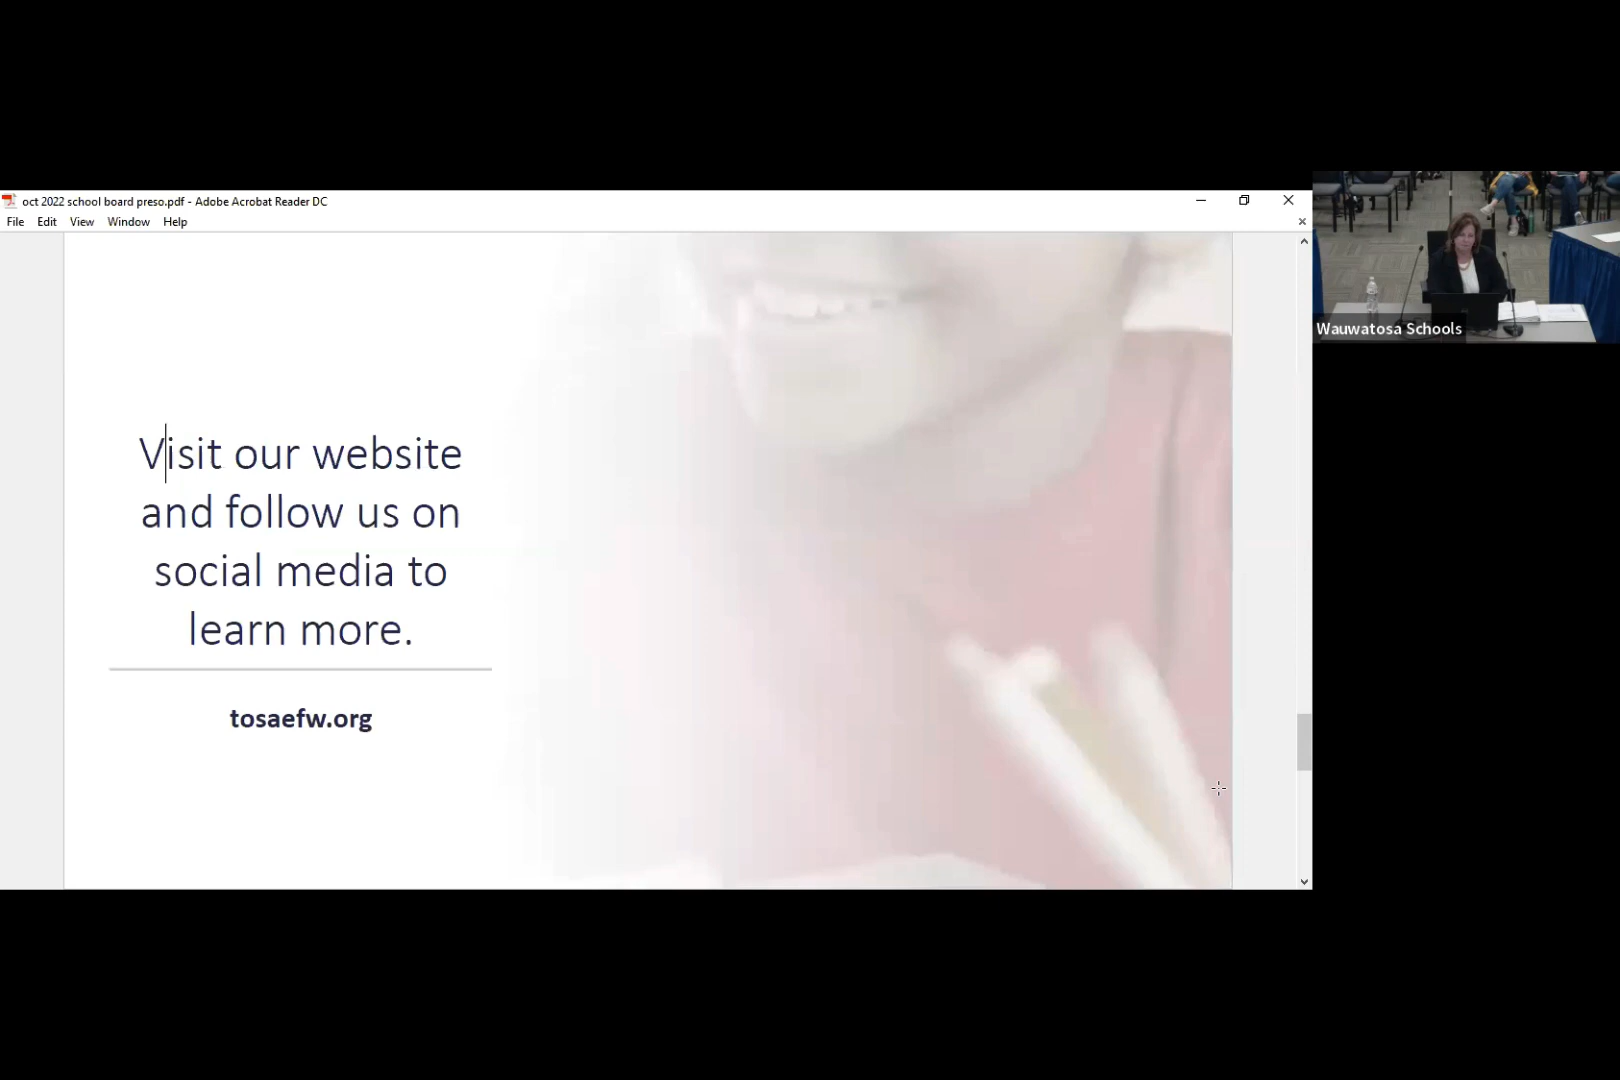 oct 2022 school board preso.pdf - Adobe Acrobat Reader DC
File Edit View Window Help
Wauwatosa Schools
Visit our website
and follow us on
social media to
learn more.
tosaefw.org